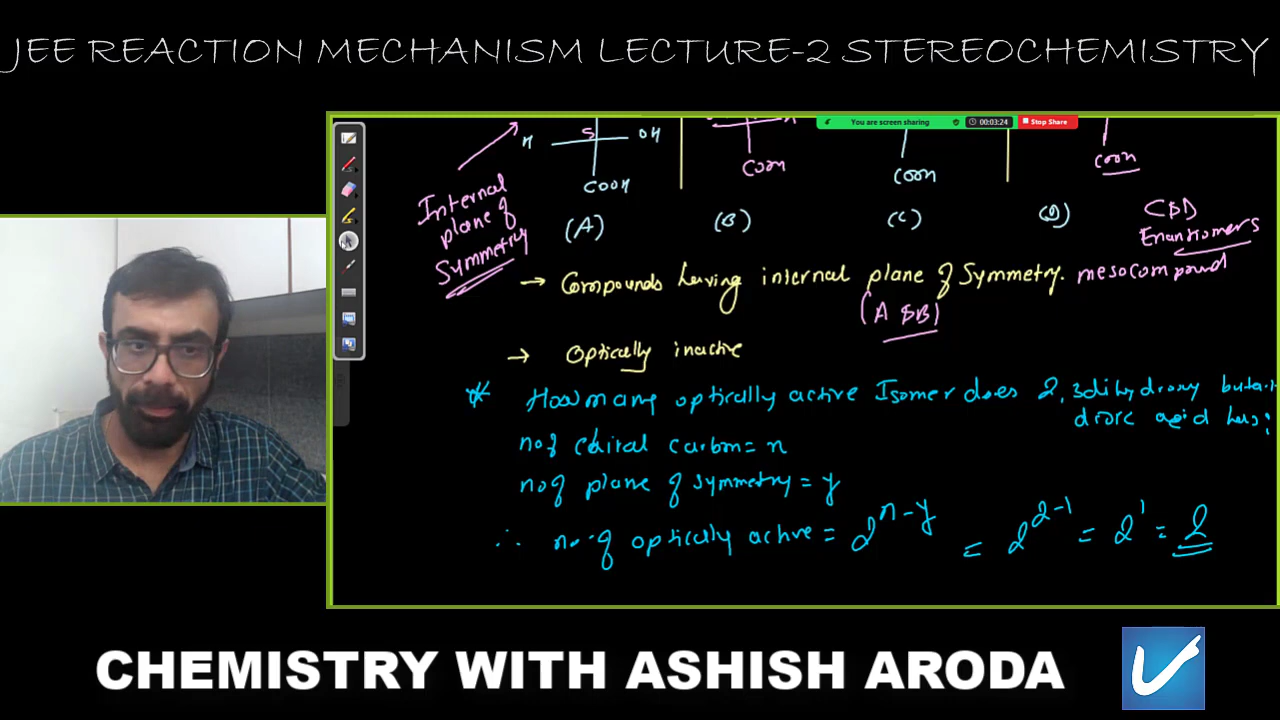 JEE REACTION MECHANISM LECTURE-2 STEREOCHEMISTRY
You are screen sharing 00:03:24 Stop Share
H S OH
COOH COOH COOH COOH
Internal
plane of
Symmetry
(A) (B) (C) (D)
C & D
Enantiomers
→ Compounds having internal plane of Symmetry. mesocompound
(A & B)
→ Optically inactive
* How many optically active Isomer does 2,3dihydroxy buta-1
dioic acid has:
no of chiral carbon = n
no of plane of symmetry = y
∴ no. of optically active = 2^n-y = 2^2-1 = 2^1 = 2
CHEMISTRY WITH ASHISH ARODA